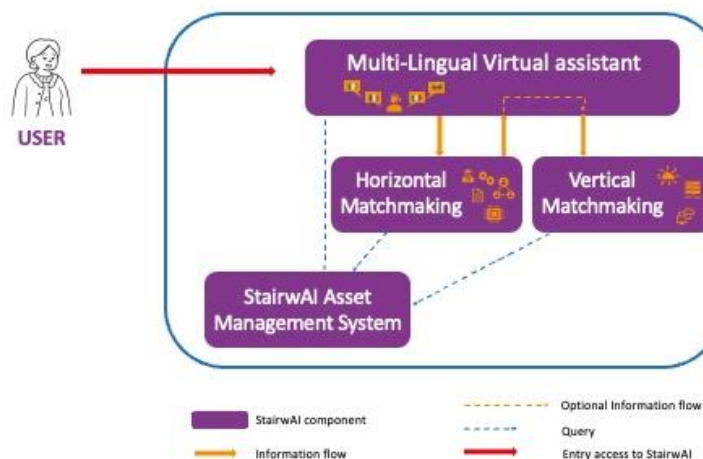 Multi-Lingual Virtual assistant
USER
Horizontal
Matchmaking
Vertical
Matchmaking
StairwAI Asset
Management System
StairwAI component
Information flow
Optional Information flow
Query
Entry access to StairwAI